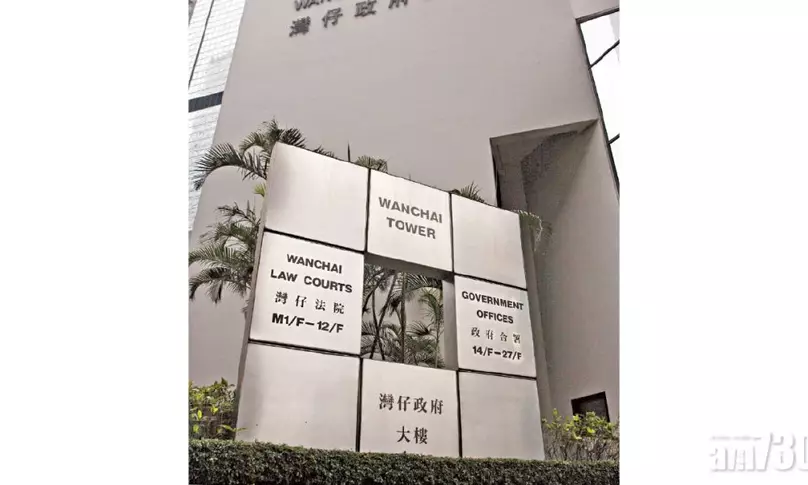 灣仔政府
WANCHAI
TOWER
WANCHAI
LAW COURTS
灣仔法院
M1/F－12/F
GOVERNMENT
OFFICES
政府合署
14/F－27/F
灣仔政府
大樓
am730